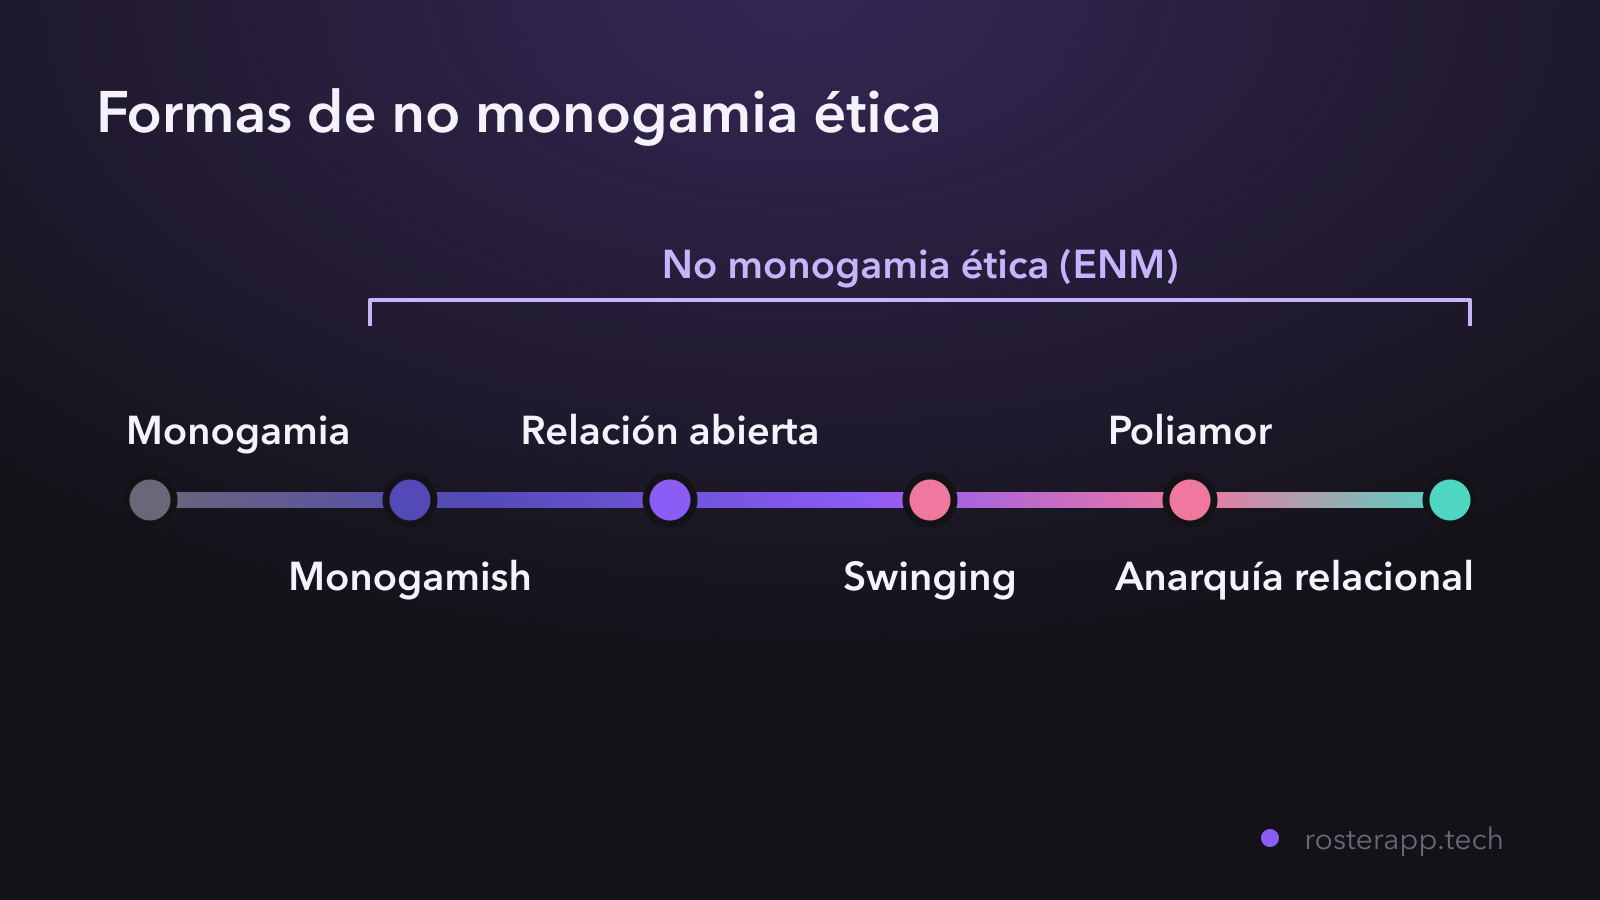 Formas de no monogamia ética
No monogamia ética (ENM)
Monogamia
Relación abierta
Poliamor
Monogamish
Swinging
Anarquía relacional
rosterapp.tech